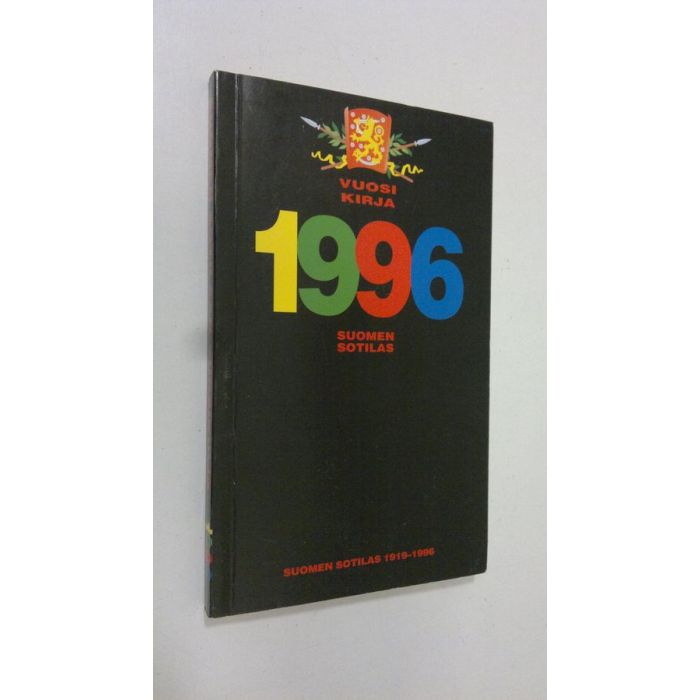 VUOSI
KIRJA
1996
SUOMEN
SOTILAS
SUOMEN SOTILAS 1919–1996